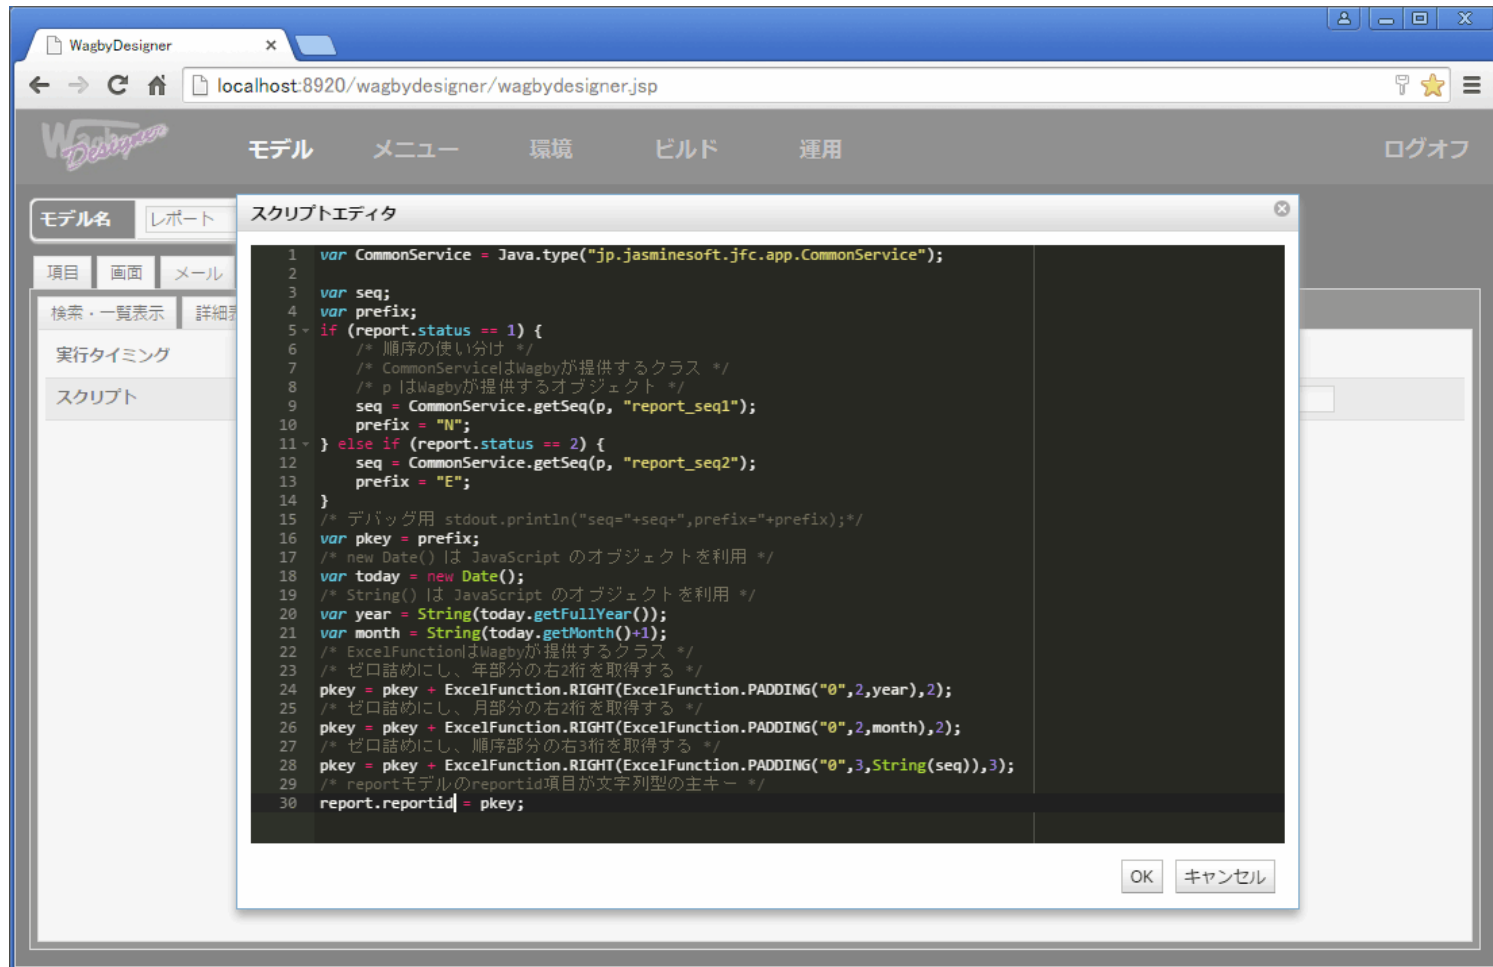 WagbyDesigner
localhost:8920/wagbydesigner/wagbydesigner.jsp
Wagby Designer
モデル メニュー 環境 ビルド 運用 ログオフ
モデル名 レポート
スクリプトエディタ
項目 画面 メール
検索・一覧表示
実行タイミング
スクリプト
1 var CommonService = Java.type("jp.jasminesoft.jfc.app.CommonService");
2
3 var seq;
4 var prefix;
5 if (report.status == 1) {
6 /* 順序の使い分け */
7 /* CommonServiceはWagbyが提供するクラス */
8 /* p はWagbyが提供するオブジェクト */
9 seq = CommonService.getSeq(p, "report_seq1");
10 prefix = "N";
11 } else if (report.status == 2) {
12 seq = CommonService.getSeq(p, "report_seq2");
13 prefix = "E";
14 }
15 /* デバッグ用 stdout.println("seq="+seq+",prefix="+prefix);*/
16 var pkey = prefix;
17 /* new Date() は JavaScript のオブジェクトを利用 */
18 var today = new Date();
19 /* String() は JavaScript のオブジェクトを利用 */
20 var year = String(today.getFullYear());
21 var month = String(today.getMonth()+1);
22 /* ExcelFunctionはWagbyが提供するクラス */
23 /* ゼロ詰めにし、年部分の右2桁を取得する */
24 pkey = pkey + ExcelFunction.RIGHT(ExcelFunction.PADDING("0",2,year),2);
25 /* ゼロ詰めにし、月部分の右2桁を取得する */
26 pkey = pkey + ExcelFunction.RIGHT(ExcelFunction.PADDING("0",2,month),2);
27 /* ゼロ詰めにし、順序部分の右3桁を取得する */
28 pkey = pkey + ExcelFunction.RIGHT(ExcelFunction.PADDING("0",3,String(seq)),3);
29 /* reportモデルのreportid項目が文字列型の主キー */
30 report.reportid = pkey;
OK キャンセル